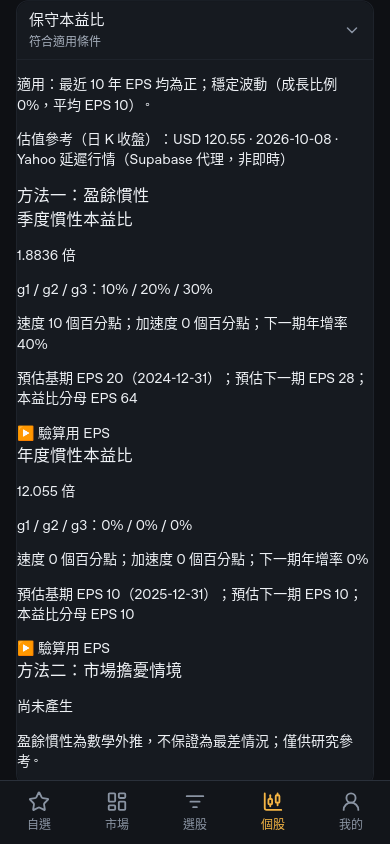 保守本益比
符合適用條件
適用：最近 10 年 EPS 均為正；穩定波動（成長比例
0%，平均 EPS 10）。
估值參考（日 K 收盤）：USD 120.55 · 2026-10-08 ·
Yahoo 延遲行情（Supabase 代理，非即時）
方法一：盈餘慣性
季度慣性本益比
1.8836 倍
g1 / g2 / g3：10% / 20% / 30%
速度 10 個百分點；加速度 0 個百分點；下一期年增率
40%
預估基期 EPS 20（2024-12-31）；預估下一期 EPS 28；
本益比分母 EPS 64
▶️ 驗算用 EPS
年度慣性本益比
12.055 倍
g1 / g2 / g3：0% / 0% / 0%
速度 0 個百分點；加速度 0 個百分點；下一期年增率 0%
預估基期 EPS 10（2025-12-31）；預估下一期 EPS 10；
本益比分母 EPS 10
▶️ 驗算用 EPS
方法二：市場擔憂情境
尚未產生
盈餘慣性為數學外推，不保證為最差情況；僅供研究參
考。
自選
市場
選股
個股
我的